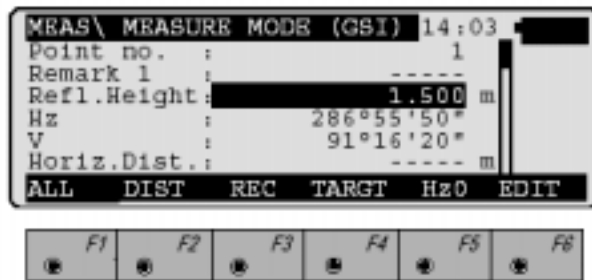 MEAS\ MEASURE MODE (GSI) 14:03
Point no. : 1
Remark 1 : -----
Refl.Height: 1.500 m
Hz : 286°55'50"
V : 91°16'20"
Horiz.Dist.: ----- m
ALL DIST REC TARGT Hz0 EDIT
F1 F2 F3 F4 F5 F6